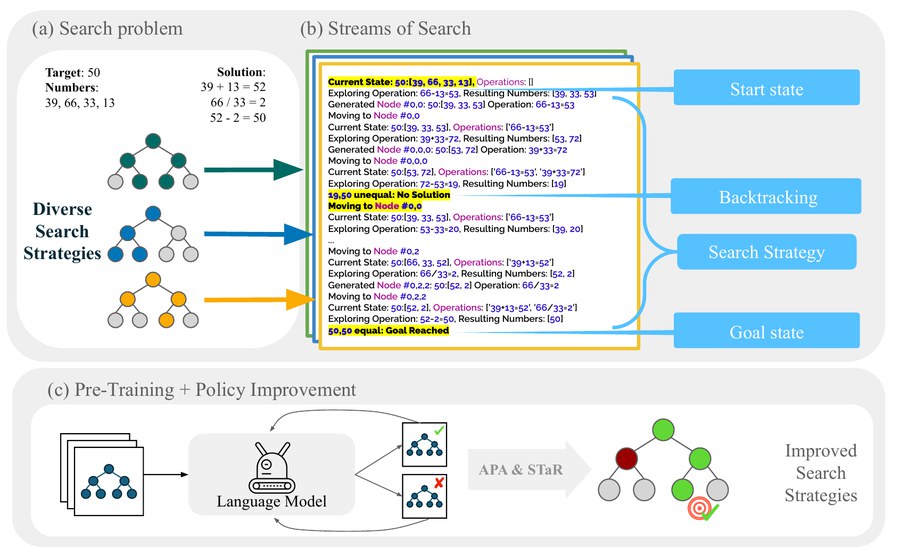 (a) Search problem
Target: 50
Numbers:
39, 66, 33, 13
Solution:
39 + 13 = 52
66 / 33 = 2
52 - 2 = 50
Diverse
Search
Strategies
(b) Streams of Search
Current State: 50:[39, 66, 33, 13], Operations: []
Exploring Operation: 66-13=53, Resulting Numbers: [39, 33, 53]
Generated Node #0,0: 50:[39, 33, 53] Operation: 66-13=53
Moving to Node #0,0
Current State: 50:[39, 33, 53], Operations: ['66-13=53']
Exploring Operation: 39+33=72, Resulting Numbers: [53, 72]
Generated Node #0,0,0: 50:[53, 72] Operation: 39+33=72
Moving to Node #0,0,0
Current State: 50:[53, 72], Operations: ['66-13=53', '39+33=72']
Exploring Operation: 72-53=19, Resulting Numbers: [19]
19,50 unequal: No Solution
Moving to Node #0,0
Current State: 50:[39, 33, 53], Operations: ['66-13=53']
Exploring Operation: 53-33=20, Resulting Numbers: [39, 20]
...
Moving to Node #0,2
Current State: 50:[66, 33, 52], Operations: ['39+13=52']
Exploring Operation: 66/33=2, Resulting Numbers: [52, 2]
Generated Node #0,2,2: 50:[52, 2] Operation: 66/33=2
Moving to Node #0,2,2
Current State: 50:[52, 2], Operations: ['39+13=52', '66/33=2']
Exploring Operation: 52-2=50, Resulting Numbers: [50]
50,50 equal: Goal Reached
Start state
Backtracking
Search Strategy
Goal state
(c) Pre-Training + Policy Improvement
Language Model
APA & STaR
Improved
Search
Strategies